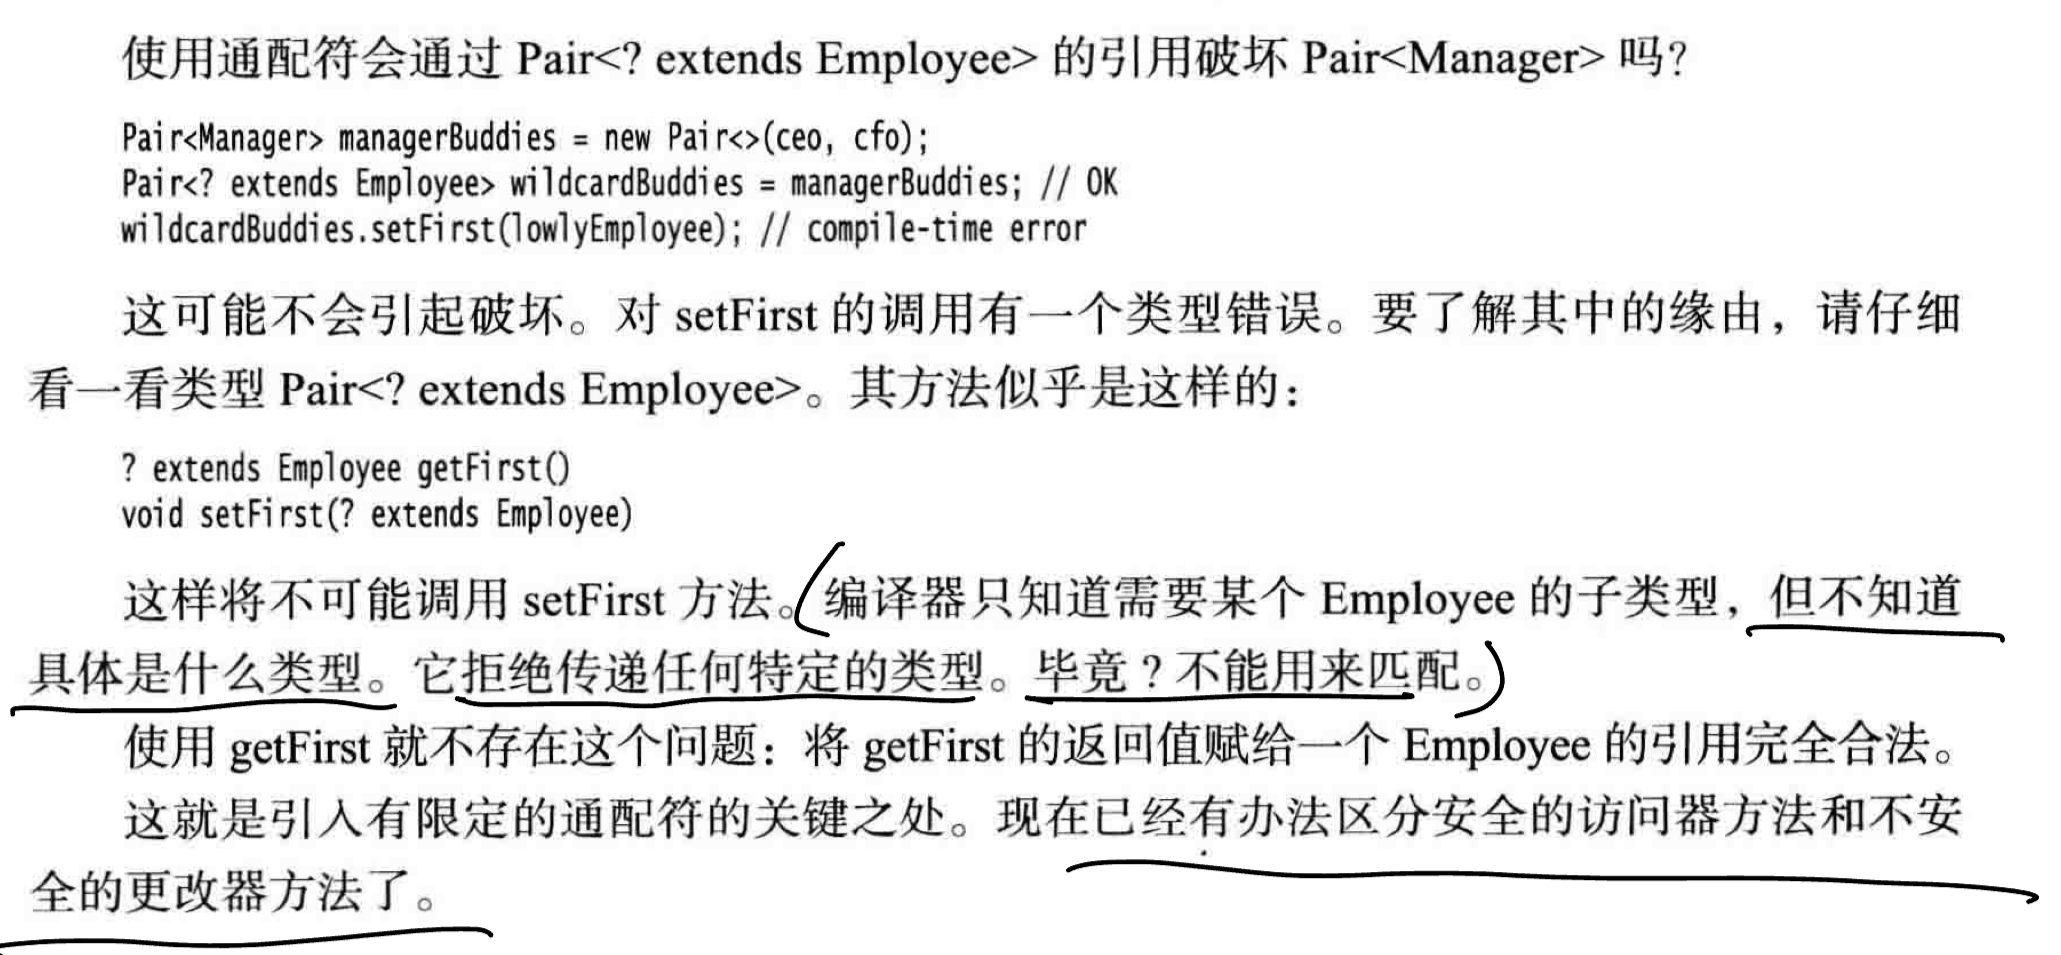 使用通配符会通过 Pair<? extends Employee> 的引用破坏 Pair<Manager> 吗?
Pair<Manager> managerBuddies = new Pair<>(ceo, cfo);
Pair<? extends Employee> wildcardBuddies = managerBuddies; // OK
wildcardBuddies.setFirst(lowlyEmployee); // compile-time error
这可能不会引起破坏。对 setFirst 的调用有一个类型错误。要了解其中的缘由，请仔细
看一看类型 Pair<? extends Employee>。其方法似乎是这样的：
? extends Employee getFirst()
void setFirst(? extends Employee)
这样将不可能调用 setFirst 方法。编译器只知道需要某个 Employee 的子类型，但不知道
具体是什么类型。它拒绝传递任何特定的类型。毕竟 ? 不能用来匹配。
使用 getFirst 就不存在这个问题：将 getFirst 的返回值赋给一个 Employee 的引用完全合法。
这就是引入有限定的通配符的关键之处。现在已经有办法区分安全的访问器方法和不安
全的更改器方法了。